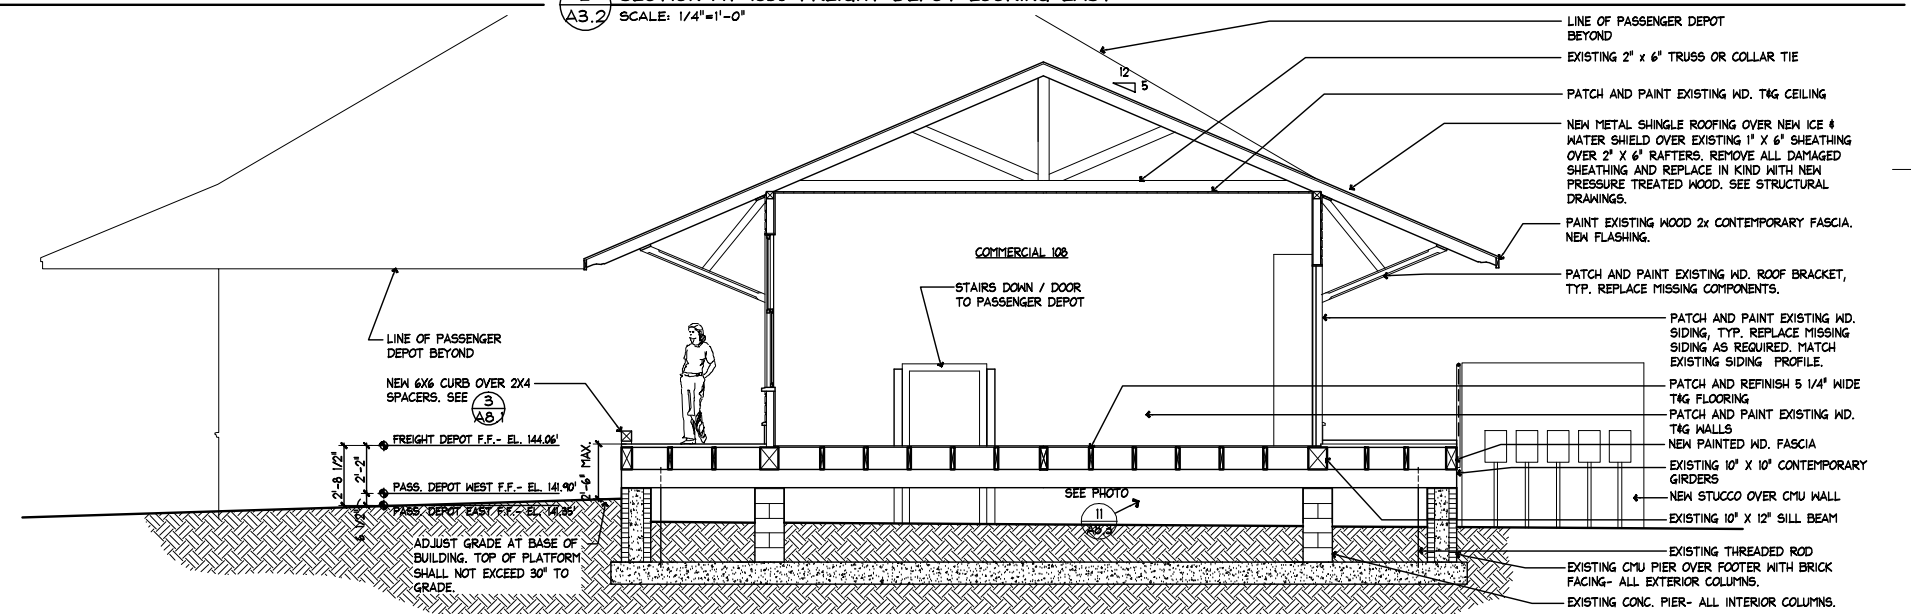 A3.2
SCALE: 1/4"=1'-0"
LINE OF PASSENGER DEPOT
BEYOND
EXISTING 2" x 6" TRUSS OR COLLAR TIE
12
5
PATCH AND PAINT EXISTING WD. T&G CEILING
NEW METAL SHINGLE ROOFING OVER NEW ICE &
WATER SHIELD OVER EXISTING 1" X 6" SHEATHING
OVER 2" X 6" RAFTERS. REMOVE ALL DAMAGED
SHEATHING AND REPLACE IN KIND WITH NEW
PRESSURE TREATED WOOD. SEE STRUCTURAL
DRAWINGS.
PAINT EXISTING WOOD 2x CONTEMPORARY FASCIA.
NEW FLASHING.
COMMERCIAL 108
PATCH AND PAINT EXISTING WD. ROOF BRACKET,
TYP. REPLACE MISSING COMPONENTS.
STAIRS DOWN / DOOR
TO PASSENGER DEPOT
PATCH AND PAINT EXISTING WD.
SIDING, TYP. REPLACE MISSING
SIDING AS REQUIRED. MATCH
EXISTING SIDING PROFILE.
LINE OF PASSENGER
DEPOT BEYOND
NEW 6X6 CURB OVER 2X4
SPACERS. SEE
3
A8.1
PATCH AND REFINISH 5 1/4" WIDE
T&G FLOORING
PATCH AND PAINT EXISTING WD.
T&G WALLS
NEW PAINTED WD. FASCIA
FREIGHT DEPOT F.F.- EL. 144.06'
2'-8 1/2"
2'-2"
2'-6" MAX.
EXISTING 10" X 10" CONTEMPORARY
GIRDERS
PASS. DEPOT WEST F.F.- EL. 141.90'
SEE PHOTO
11
NEW STUCCO OVER CMU WALL
PASS. DEPOT EAST F.F.- EL. 141.35'
6 1/2"
EXISTING 10" X 12" SILL BEAM
ADJUST GRADE AT BASE OF
BUILDING. TOP OF PLATFORM
SHALL NOT EXCEED 30" TO
GRADE.
EXISTING THREADED ROD
EXISTING CMU PIER OVER FOOTER WITH BRICK
FACING- ALL EXTERIOR COLUMNS.
EXISTING CONC. PIER- ALL INTERIOR COLUMNS.